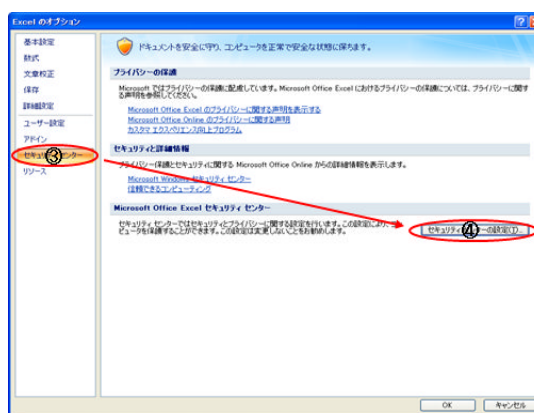 Excel のオプション
基本設定
数式
文章校正
保存
詳細設定
ユーザー設定
アドイン
セキュリティ センター
③
リソース
ドキュメントを安全に守り、コンピュータを正常で安全な状態に保ちます。
プライバシーの保護
Microsoft ではプライバシーの保護に配慮しています。Microsoft Office Excel におけるプライバシーの保護については、プライバシーに関す
る声明を参照してください。
Microsoft Office Excel のプライバシーに関する声明を表示する
Microsoft Office Online のプライバシーに関する声明
カスタマ エクスペリエンス向上プログラム
セキュリティと詳細情報
プライバシー保護とセキュリティに関する Microsoft Office Online からの詳細情報を表示します。
Microsoft Windows セキュリティ センター
信頼できるコンピューティング
Microsoft Office Excel セキュリティ センター
セキュリティ センターではセキュリティとプライバシーに関する設定を行います。この設定により、コン
ピュータを保護することができます。この設定は変更しないことをお勧めします。
セキュリティ センターの設定(T)...
④
OK
キャンセル